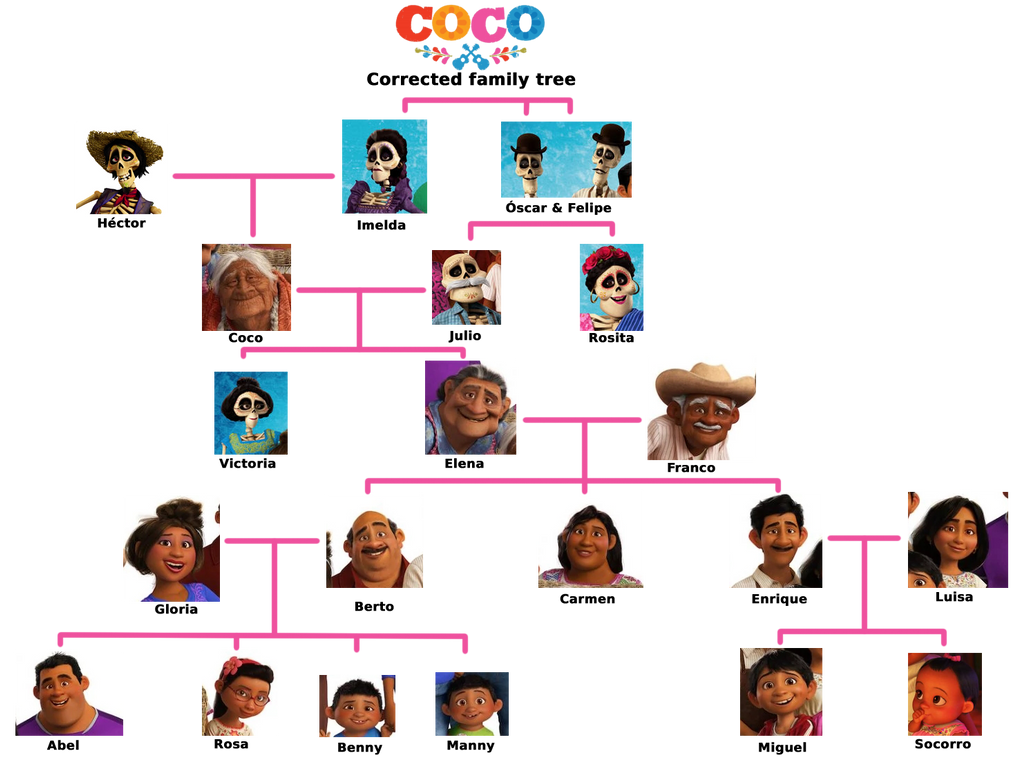 COCO
Corrected family tree
Héctor
Imelda
Óscar & Felipe
Coco
Julio
Rosita
Victoria
Elena
Franco
Gloria
Berto
Carmen
Enrique
Luisa
Abel
Rosa
Benny
Manny
Miguel
Socorro